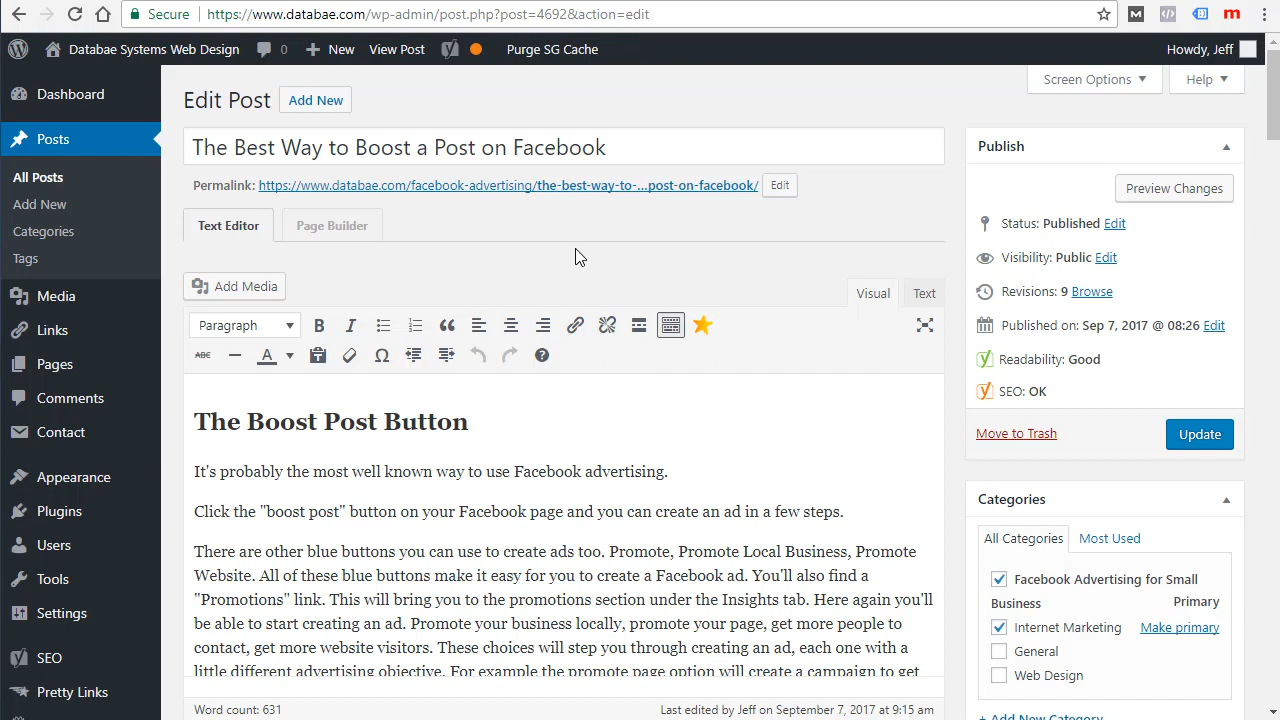 Secure https://www.databae.com/wp-admin/post.php?post=4692&action=edit
Databae Systems Web Design 0 New View Post Purge SG Cache Howdy, Jeff
Screen Options Help
Dashboard
Posts
All Posts
Add New
Categories
Tags
Media
Links
Pages
Comments
Contact
Appearance
Plugins
Users
Tools
Settings
SEO
Pretty Links
Edit Post Add New
The Best Way to Boost a Post on Facebook
Permalink: https://www.databae.com/facebook-advertising/the-best-way-to-...post-on-facebook/ Edit
Text Editor Page Builder
Add Media
Visual Text
Paragraph B I
ABC A
The Boost Post Button
It's probably the most well known way to use Facebook advertising.
Click the "boost post" button on your Facebook page and you can create an ad in a few steps.
There are other blue buttons you can use to create ads too. Promote, Promote Local Business, Promote
Website. All of these blue buttons make it easy for you to create a Facebook ad. You'll also find a
"Promotions" link. This will bring you to the promotions section under the Insights tab. Here again you'll
be able to start creating an ad. Promote your business locally, promote your page, get more people to
contact, get more website visitors. These choices will step you through creating an ad, each one with a
little different advertising objective. For example the promote page option will create a campaign to get
Word count: 631 Last edited by Jeff on September 7, 2017 at 9:15 am
Publish
Preview Changes
Status: Published Edit
Visibility: Public Edit
Revisions: 9 Browse
Published on: Sep 7, 2017 @ 08:26 Edit
Readability: Good
SEO: OK
Move to Trash Update
Categories
All Categories Most Used
Facebook Advertising for Small
Business Primary
Internet Marketing Make primary
General
Web Design
+ Add New Category